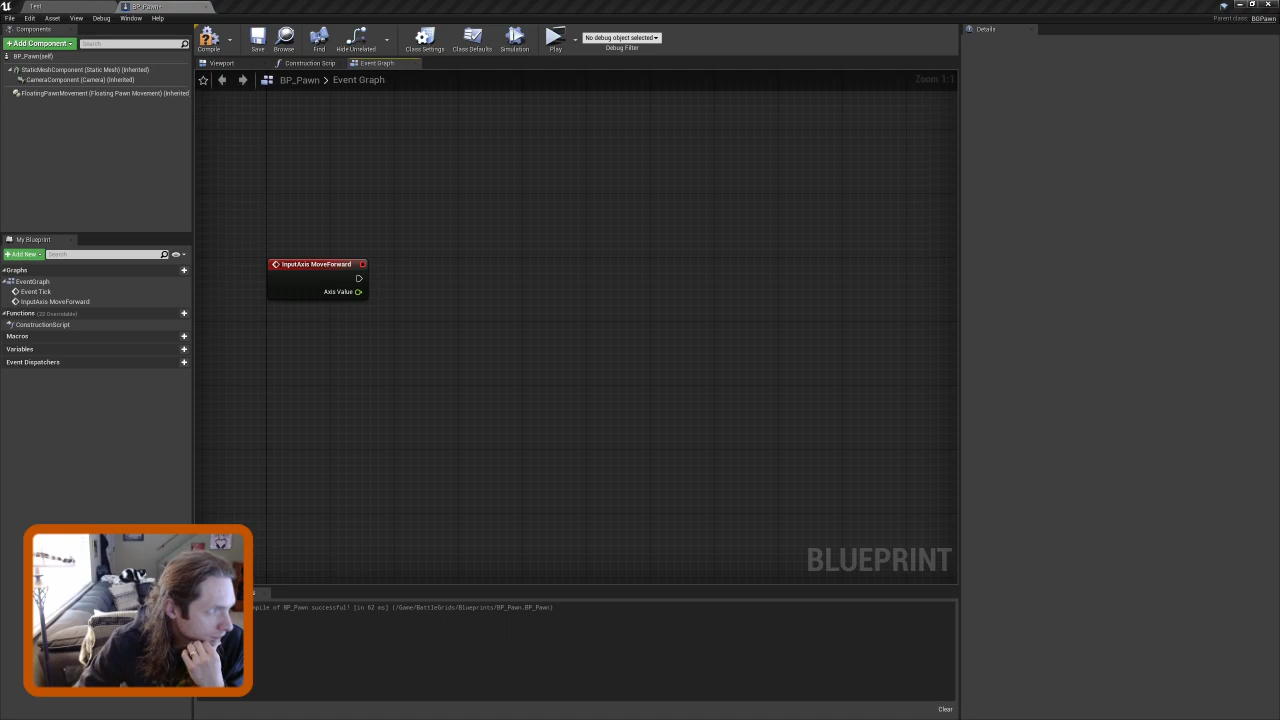 Test
BP_Pawn*
File Edit Asset View Debug Window Help
Parent class: BGPawn
Components
+ Add Component
Search
BP_Pawn(self)
StaticMeshComponent (Static Mesh) (Inherited)
CameraComponent (Camera) (Inherited)
FloatingPawnMovement (Floating Pawn Movement) (Inherited
Compile Save Browse Find Hide Unrelated Class Settings Class Defaults Simulation Play
No debug object selected
Debug Filter
Viewport Construction Scrip Event Graph
BP_Pawn > Event Graph
Zoom 1:1
InputAxis MoveForward
Axis Value
BLUEPRINT
My Blueprint
+ Add New
Search
Graphs
EventGraph
Event Tick
InputAxis MoveForward
Functions (22 Overridable)
ConstructionScript
Macros
Variables
Event Dispatchers
Details
mpile of BP_Pawn successful! [in 62 ms] (/Game/BattleGrids/Blueprints/BP_Pawn.BP_Pawn)
Clear